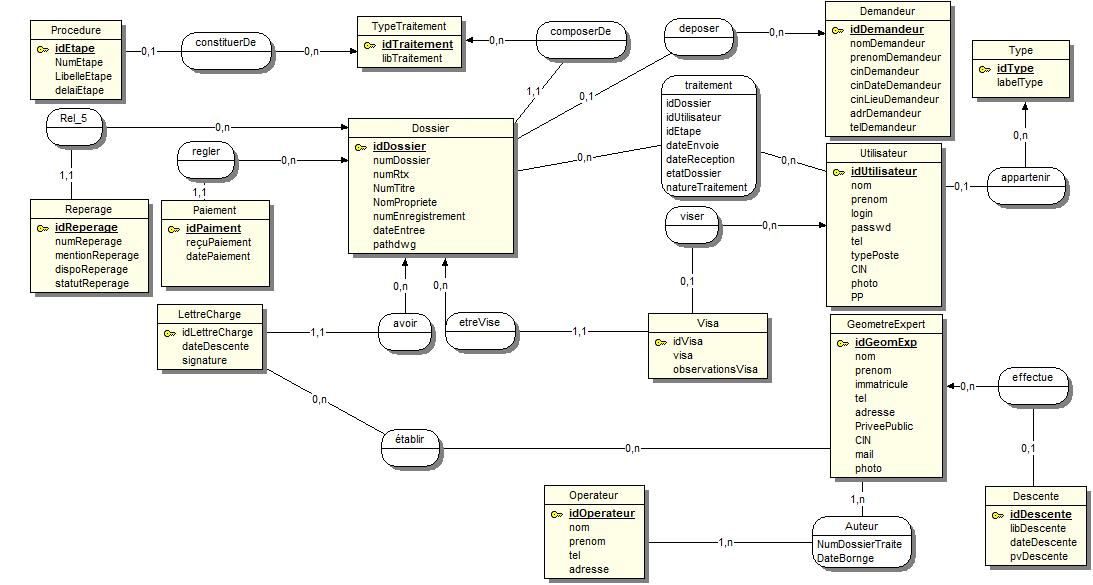 Procedure
idEtape
NumEtape
LibelleEtape
delaiEtape
0,1
constituerDe
0,n
TypeTraitement
idTraitement
libTraitement
0,n
composerDe
1,1
deposer
0,1
0,n
Demandeur
idDemandeur
nomDemandeur
prenomDemandeur
cinDemandeur
cinDateDemandeur
cinLieuDemandeur
adrDemandeur
telDemandeur
Type
idType
labelType
0,n
appartenir
0,1
Rel_5
0,n
1,1
regler
0,n
1,1
Dossier
idDossier
numDossier
numRtx
NumTitre
NomPropriete
numEnregistrement
dateEntree
pathdwg
0,n
traitement
idDossier
idUtilisateur
idEtape
dateEnvoie
dateReception
etatDossier
natureTraitement
0,n
Utilisateur
idUtilisateur
nom
prenom
login
passwd
tel
typePoste
CIN
photo
PP
viser
0,n
0,1
Reperage
idReperage
numReperage
mentionReperage
dispoReperage
statutReperage
Paiement
idPaiment
reçuPaiement
datePaiement
LettreCharge
idLettreCharge
dateDescente
signature
1,1
avoir
0,n
etreVise
0,n
1,1
Visa
idVisa
visa
observationsVisa
GeometreExpert
idGeomExp
nom
prenom
immatricule
tel
adresse
PriveePublic
CIN
mail
photo
0,n
effectue
0,1
0,n
établir
0,n
Operateur
idOperateur
nom
prenom
tel
adresse
1,n
1,n
Auteur
NumDossierTraite
DateBornge
Descente
idDescente
libDescente
dateDescente
pvDescente